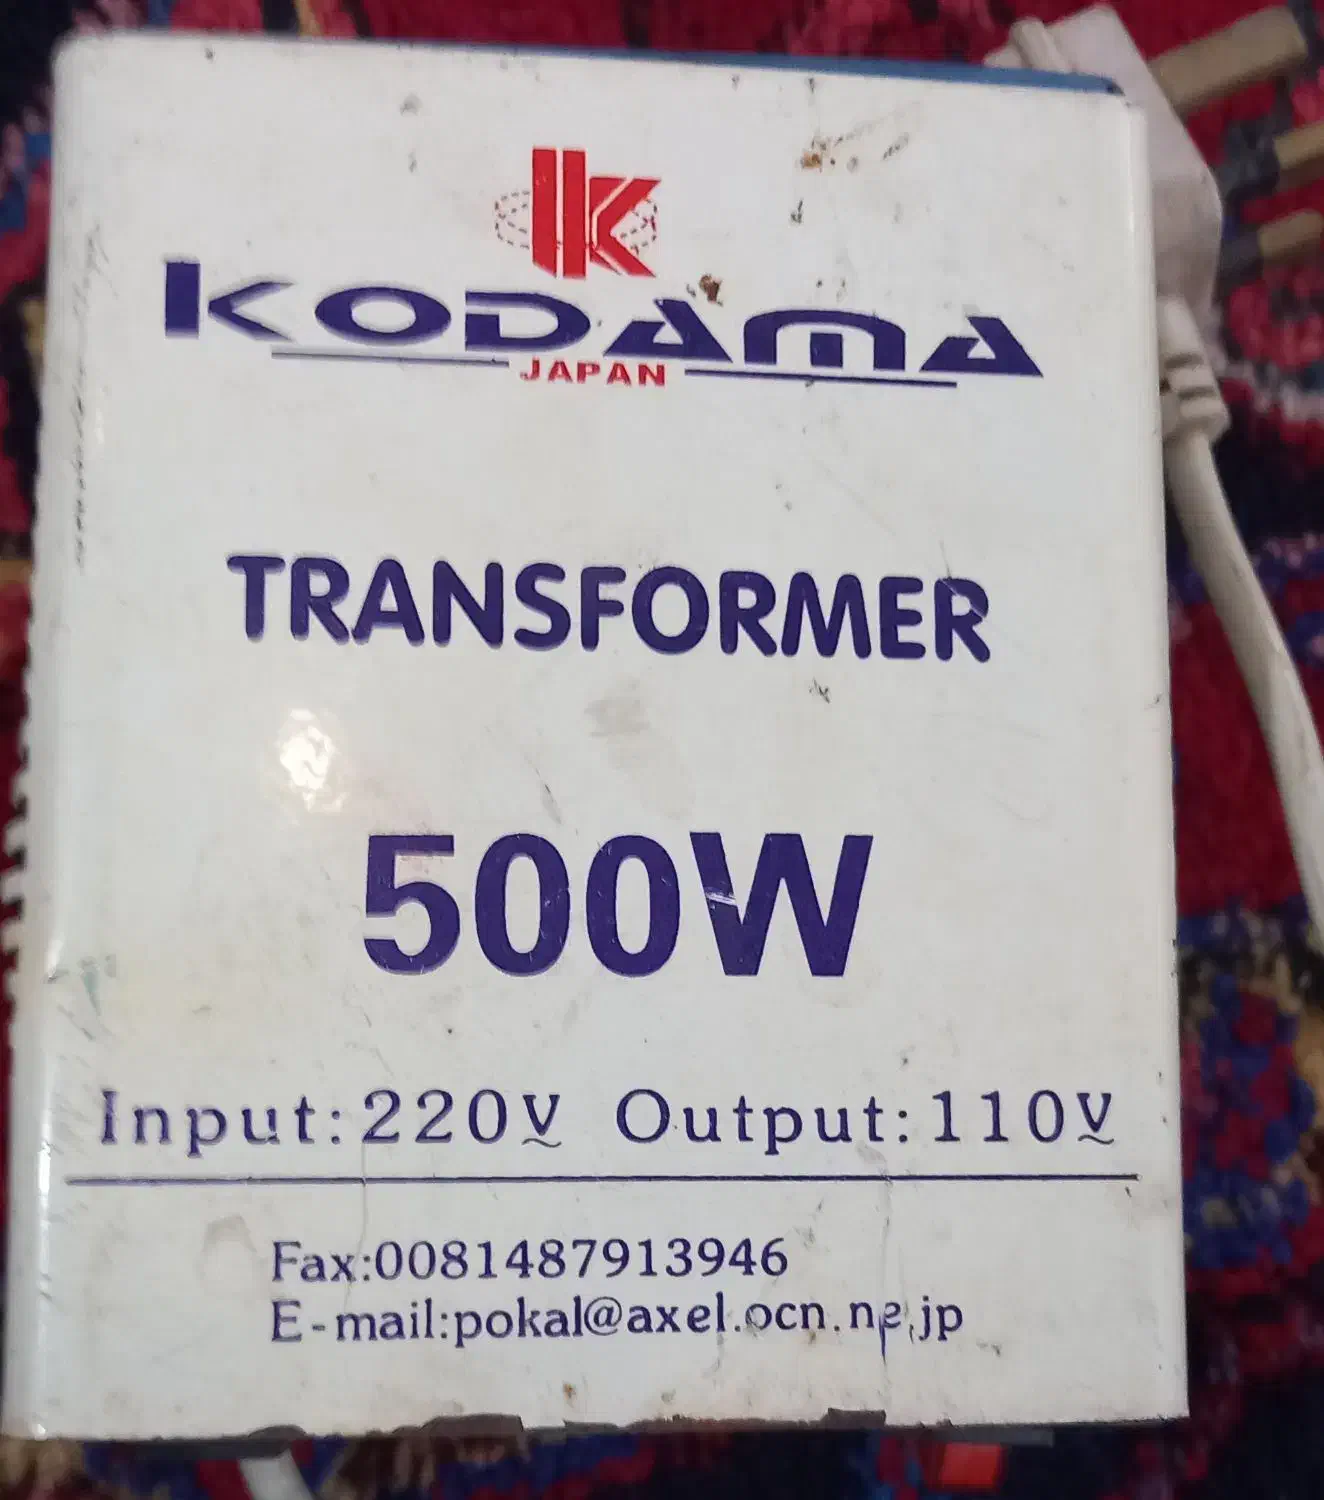 K
KODAMA
JAPAN
TRANSFORMER
500W
Input:220V~ Output:110V~
Fax:0081487913946
E-mail:pokal@axel.ocn.ne.jp